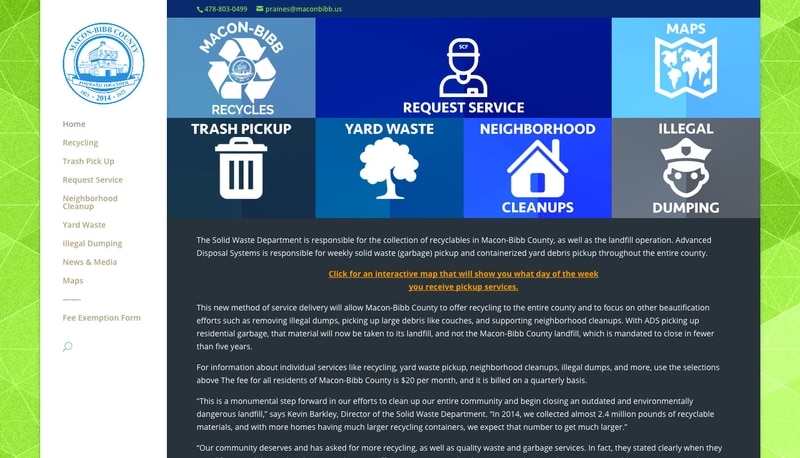 478-803-0499 praines@maconbibb.us
MACON-BIBB COUNTY
FORWARD TOGETHER
1823 • 2014 • 1822
Home
Recycling
Trash Pick Up
Request Service
Neighborhood
Cleanup
Yard Waste
Illegal Dumping
News & Media
Maps
——-
Fee Exemption Form
MACON-BIBB
RECYCLES
SCF
REQUEST SERVICE
MAPS
TRASH PICKUP
YARD WASTE
NEIGHBORHOOD
CLEANUPS
ILLEGAL
DUMPING
The Solid Waste Department is responsible for the collection of recyclables in Macon-Bibb County, as well as the landfill operation. Advanced
Disposal Systems is responsible for weekly solid waste (garbage) pickup and containerized yard debris pickup throughout the entire county.
Click for an interactive map that will show you what day of the week
you receive pickup services.
This new method of service delivery will allow Macon-Bibb County to offer recycling to the entire county and to focus on other beautification
efforts such as removing illegal dumps, picking up large debris like couches, and supporting neighborhood cleanups. With ADS picking up
residential garbage, that material will now be taken to its landfill, and not the Macon-Bibb County landfill, which is mandated to close in fewer
than five years.
For information about individual services like recycling, yard waste pickup, neighborhood cleanups, illegal dumps, and more, use the selections
above The fee for all residents of Macon-Bibb County is $20 per month, and it is billed on a quarterly basis.
“This is a monumental step forward in our efforts to clean up our entire community and begin closing an outdated and environmentally
dangerous landfill,” says Kevin Barkley, Director of the Solid Waste Department. “In 2014, we collected almost 2.4 million pounds of recyclable
materials, and with more homes having much larger recycling containers, we expect that number to get much larger.”
“Our community deserves and has asked for more recycling, as well as quality waste and garbage services. In fact, they stated clearly when they